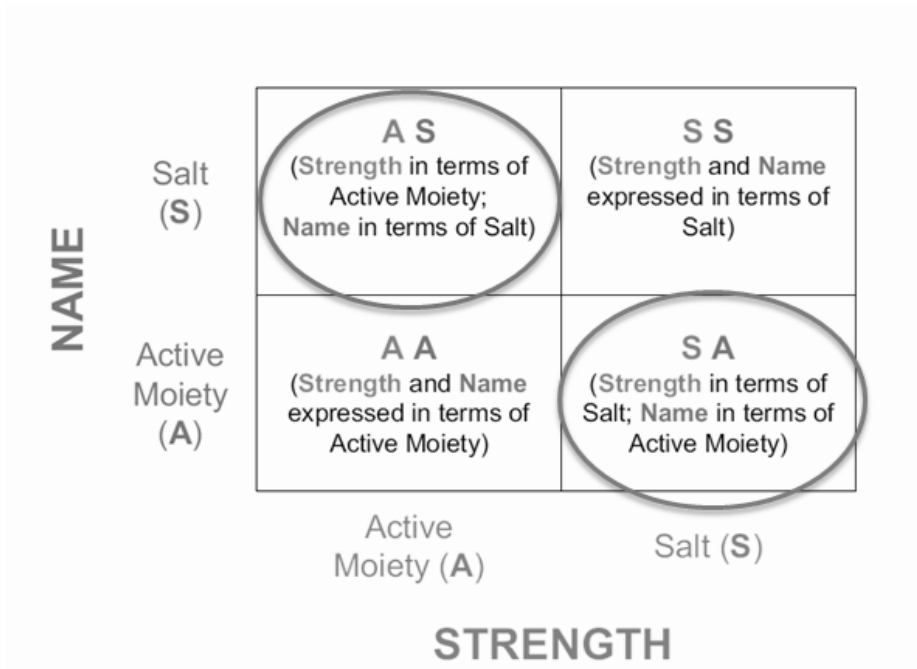 A S
(Strength in terms of
Active Moiety;
Name in terms of Salt)
S S
(Strength and Name
expressed in terms of
Salt)
Salt
(S)
NAME
Active
Moiety
(A)
A A
(Strength and Name
expressed in terms of
Active Moiety)
S A
(Strength in terms of
Salt; Name in terms of
Active Moiety)
Active
Moiety (A)
Salt (S)
STRENGTH